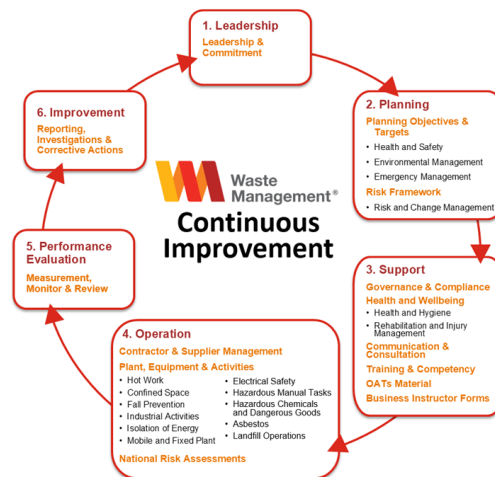 1. Leadership
Leadership &
Commitment
2. Planning
Planning Objectives &
Targets
• Health and Safety
• Environmental Management
• Emergency Management
Risk Framework
• Risk and Change Management
3. Support
Governance & Compliance
Health and Wellbeing
• Health and Hygiene
• Rehabilitation and Injury
Management
Communication &
Consultation
Training & Competency
OATs Material
Business Instructor Forms
4. Operation
Contractor & Supplier Management
Plant, Equipment & Activities
• Hot Work
• Confined Space
• Fall Prevention
• Industrial Activities
• Isolation of Energy
• Mobile and Fixed Plant
• Electrical Safety
• Hazardous Manual Tasks
• Hazardous Chemicals
and Dangerous Goods
• Asbestos
• Landfill Operations
National Risk Assessments
5. Performance
Evaluation
Measurement,
Monitor & Review
6. Improvement
Reporting,
Investigations &
Corrective Actions
Waste
Management®
Continuous
Improvement